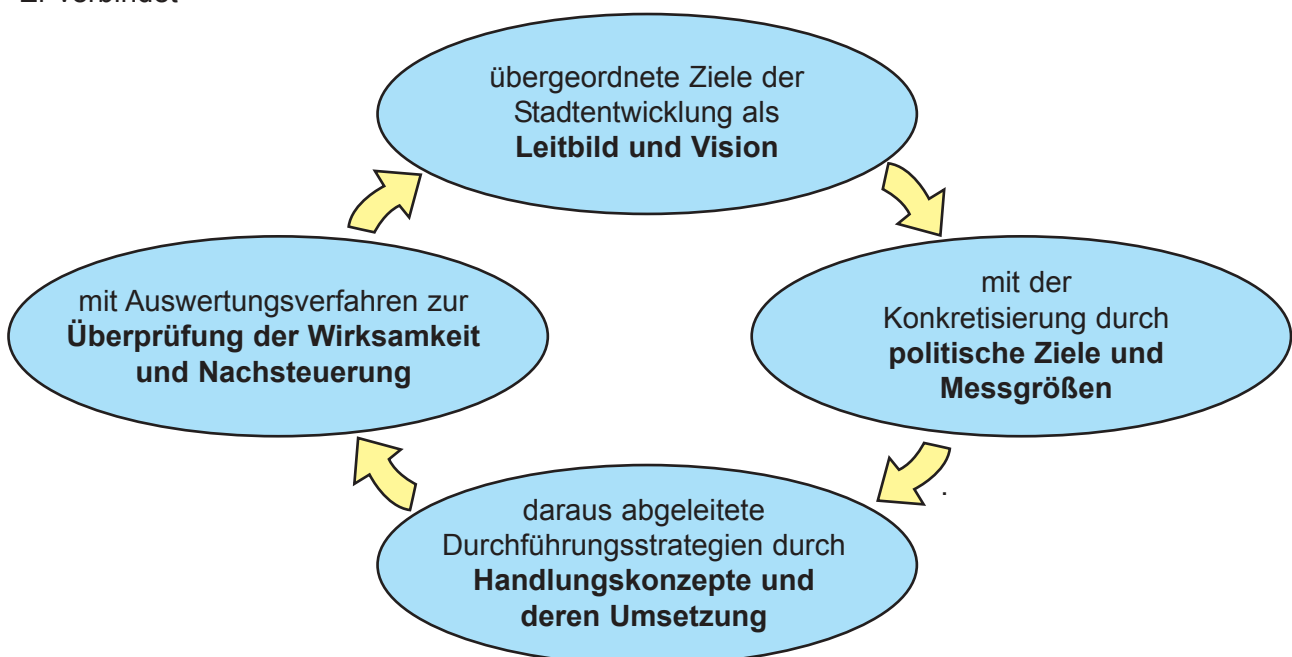 verbindet
übergeordnete Ziele der
Stadtentwicklung als
Leitbild und Vision
mit der
Konkretisierung durch
politische Ziele und
Messgrößen
.
daraus abgeleitete
Durchführungsstrategien durch
Handlungskonzepte und
deren Umsetzung
mit Auswertungsverfahren zur
Überprüfung der Wirksamkeit
und Nachsteuerung